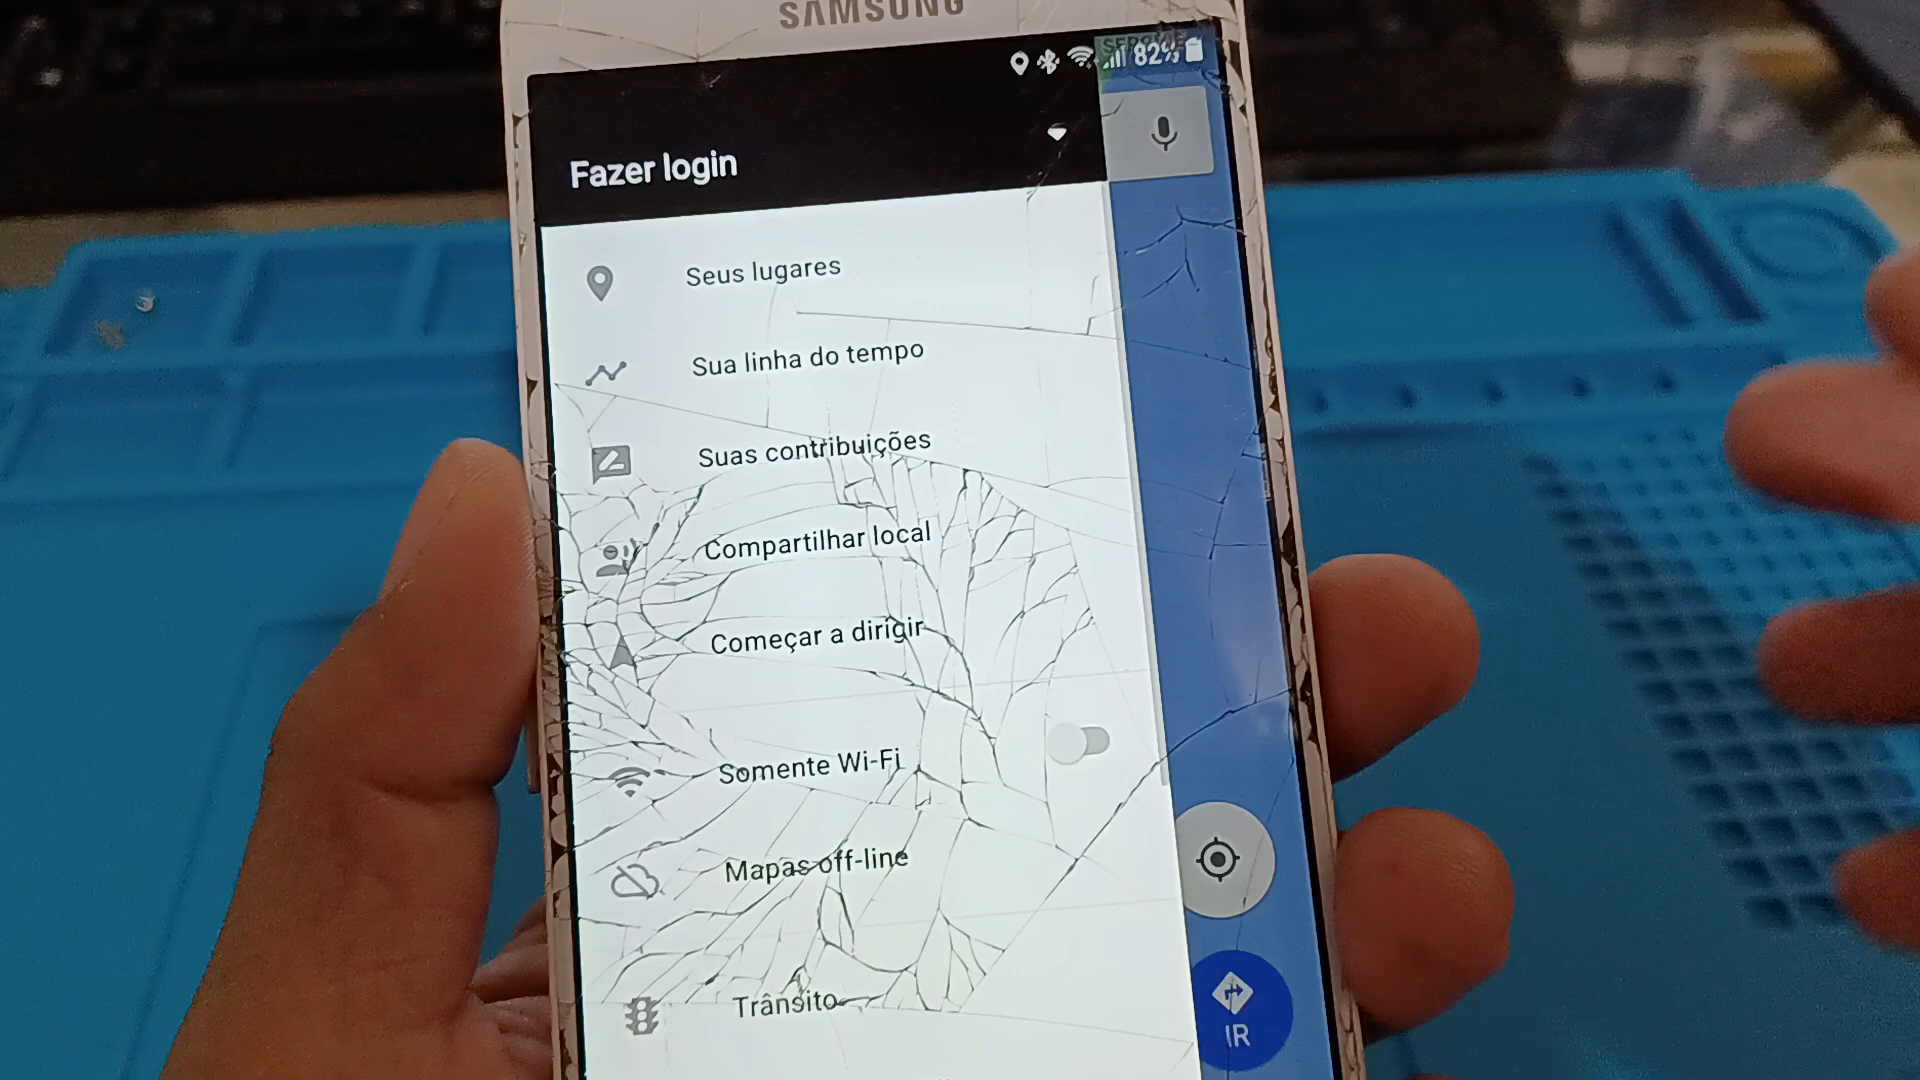 SAMSUNG
82%
Fazer login
Seus lugares
Sua linha do tempo
Suas contribuições
Compartilhar local
Começar a dirigir
Somente Wi-Fi
Mapas off-line
Trânsito
IR